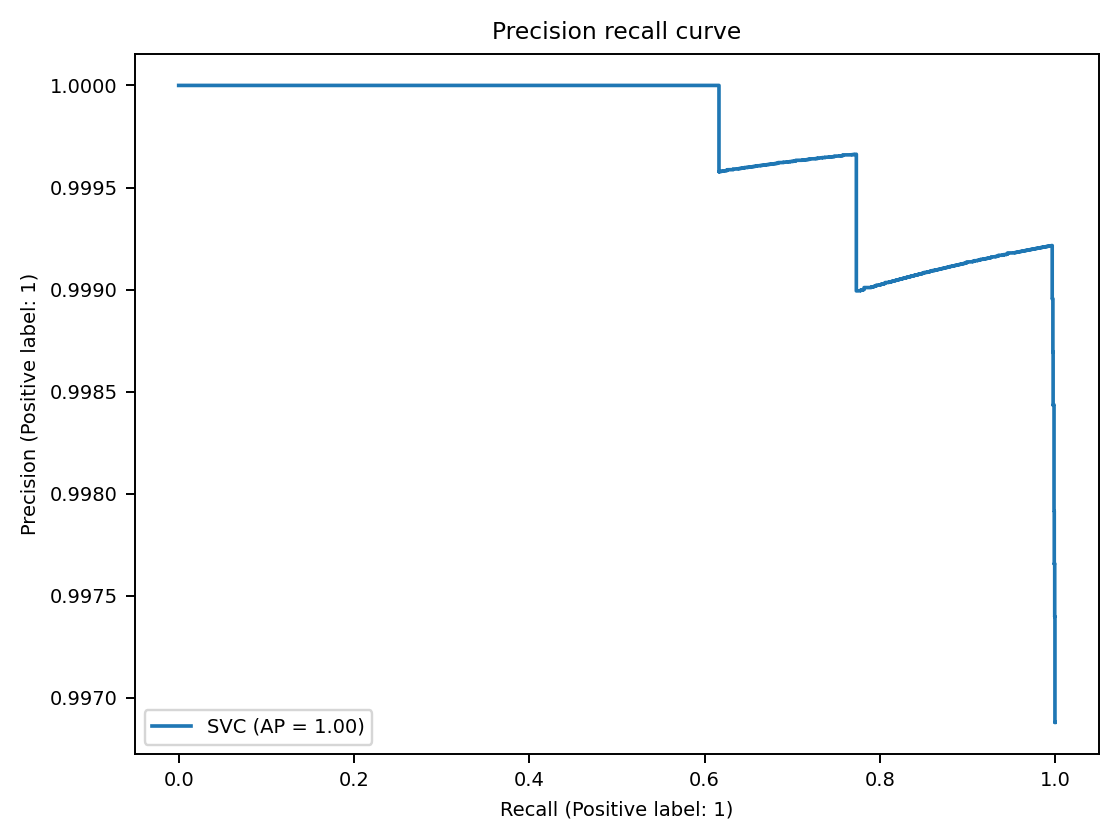 Precision recall curve
1.0000
0.9995
0.9990
0.9985
0.9980
0.9975
0.9970
Precision (Positive label: 1)
SVC (AP = 1.00)
0.0 0.2 0.4 0.6 0.8 1.0
Recall (Positive label: 1)